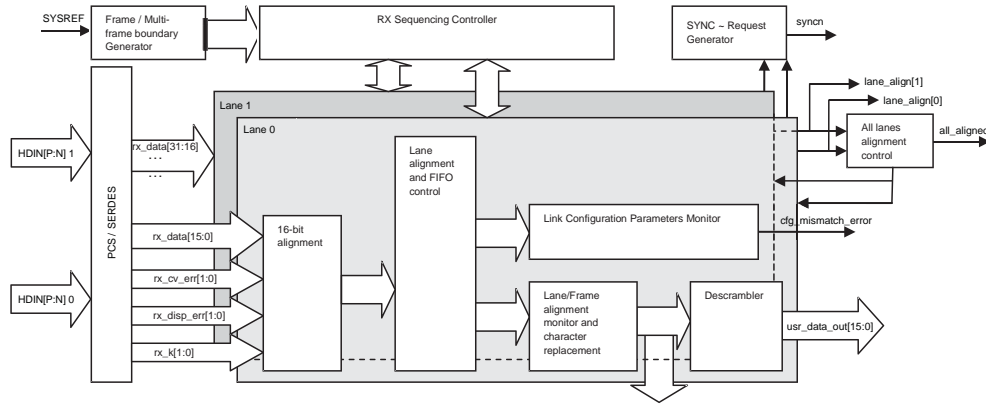 SYSREF
Frame / Multi-
frame boundary
Generator
RX Sequencing Controller
SYNC ~ Request
Generator
syncn
Lane 1
Lane 0
lane_align[1]
lane_align[0]
All lanes
alignment
control
all_aligned
HDIN[P:N] 1
rx_data[31:16]
...
...
PCS/ SERDES
Lane
alignment
and FIFO
control
16-bit
alignment
Link Configuration Parameters Monitor
cfg_mismatch_error
rx_data[15:0]
rx_cv_err[1:0]
HDIN[P:N] 0
rx_disp_err[1:0]
rx_k[1:0]
Lane/Frame
alignment
monitor and
character
replacement
Descrambler
usr_data_out[15:0]